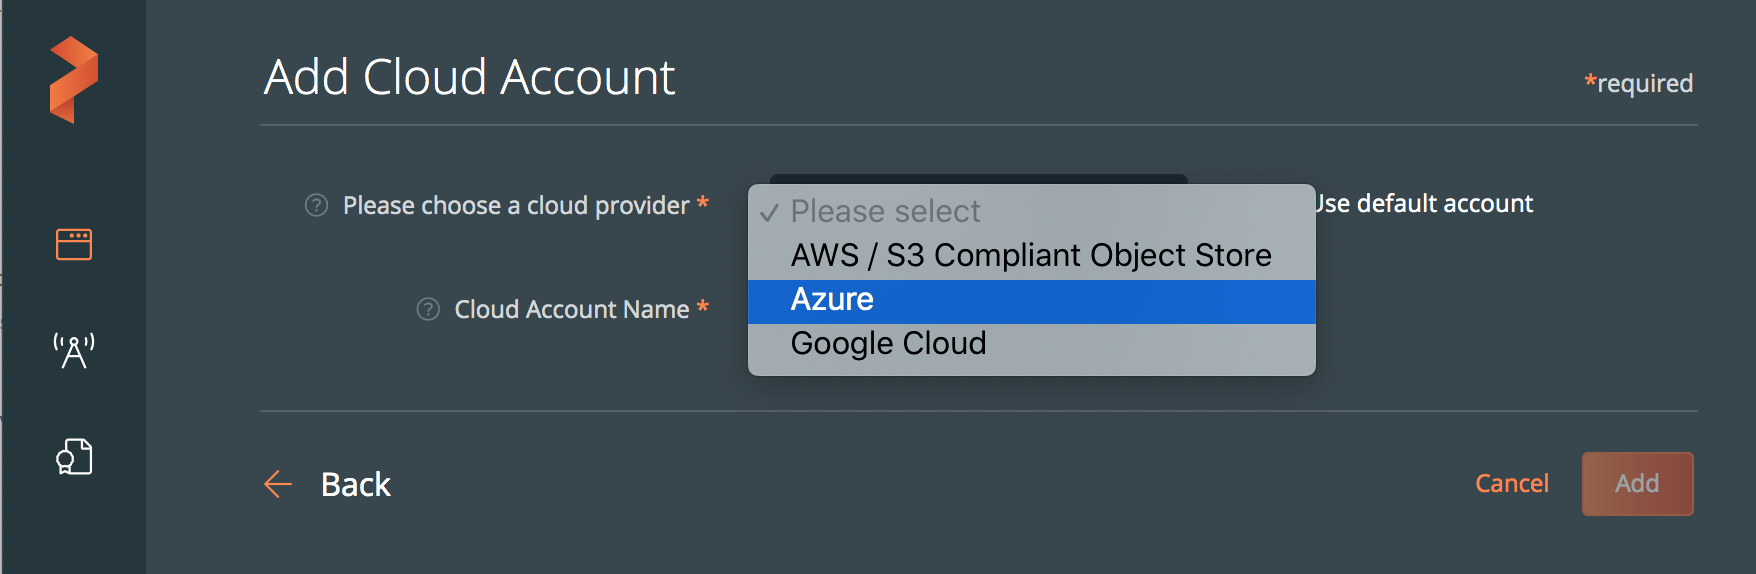 Add Cloud Account
*required
? Please choose a cloud provider *
✓ Please select
Use default account
AWS / S3 Compliant Object Store
Azure
? Cloud Account Name *
Google Cloud
Back
Cancel
Add